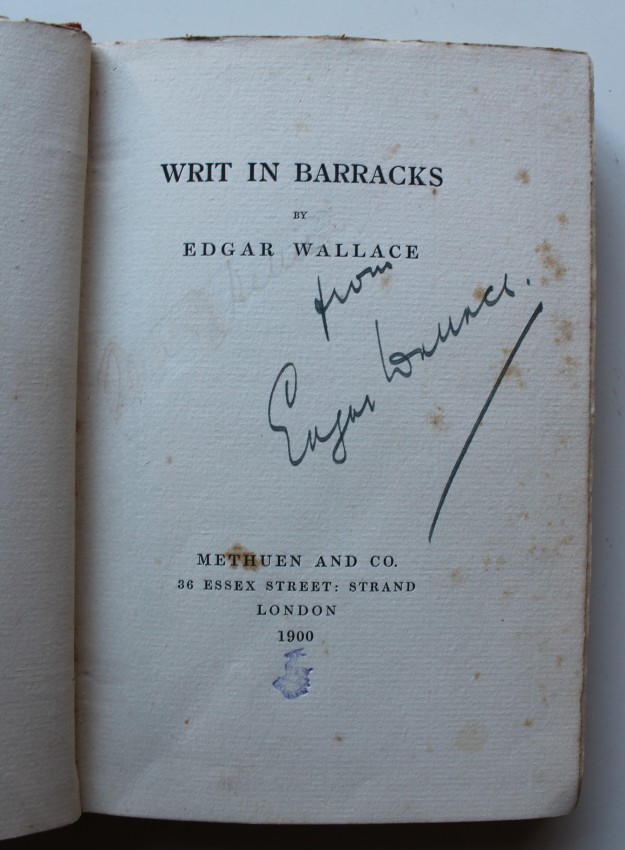 WRIT IN BARRACKS
BY
EDGAR WALLACE
from
Edgar Wallace.
METHUEN AND CO.
36 ESSEX STREET: STRAND
LONDON
1900